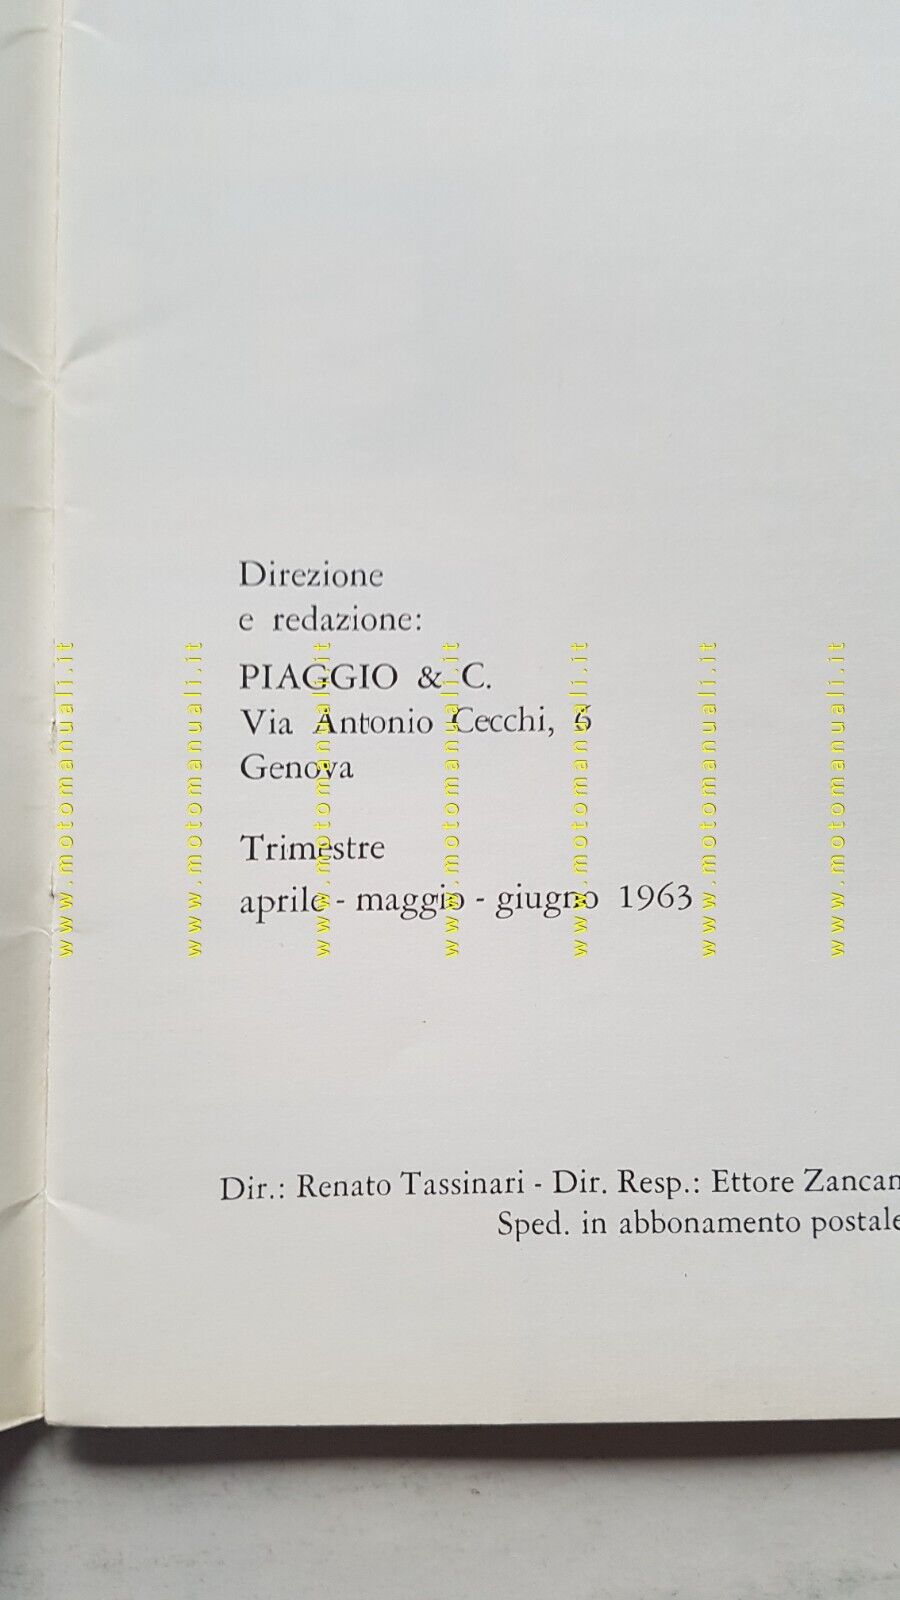 Direzione
e redazione:
PIAGGIO & C.
Via Antonio Cecchi, 6
Genova
Trimestre
aprile - maggio - giugno 1963
Dir.: Renato Tassinari - Dir. Resp.: Ettore Zancan
Sped. in abbonamento postale
www.motomanuali.it
www.motomanuali.it
www.motomanuali.it
www.motomanuali.it
www.motomanuali.it
www.motomanuali.it
www.motomanuali.it